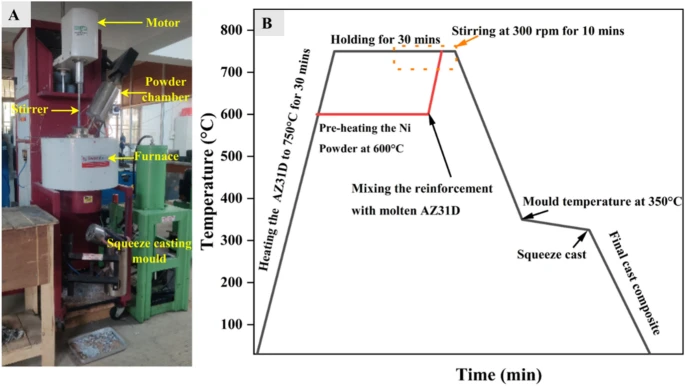 A
Motor
Powder
chamber
Stirrer
Furnace
Squeeze casting
mould
B
Temperature (°C)
800
700
600
500
400
300
200
100
Heating the AZ31D to 750°C for 30 mins
Holding for 30 mins
Stirring at 300 rpm for 10 mins
Pre-heating the Ni
Powder at 600°C
Mixing the reinforcement
with molten AZ31D
Mould temperature at 350°C
Squeeze cast
Final cast composite
Time (min)